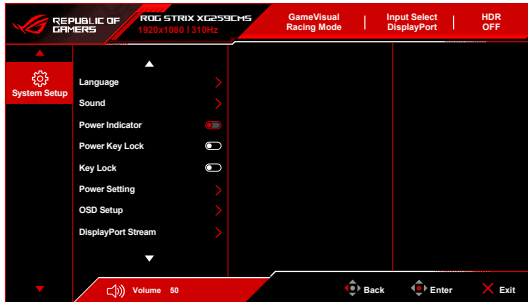 REPUBLIC OF
GAMERS
ROG STRIX XG259CMS
1920x1080 | 310Hz
GameVisual
Racing Mode
Input Select
DisplayPort
HDR
OFF
System Setup
Language
Sound
Power Indicator
Power Key Lock
Key Lock
Power Setting
OSD Setup
DisplayPort Stream
Volume 50
Back
Enter
Exit